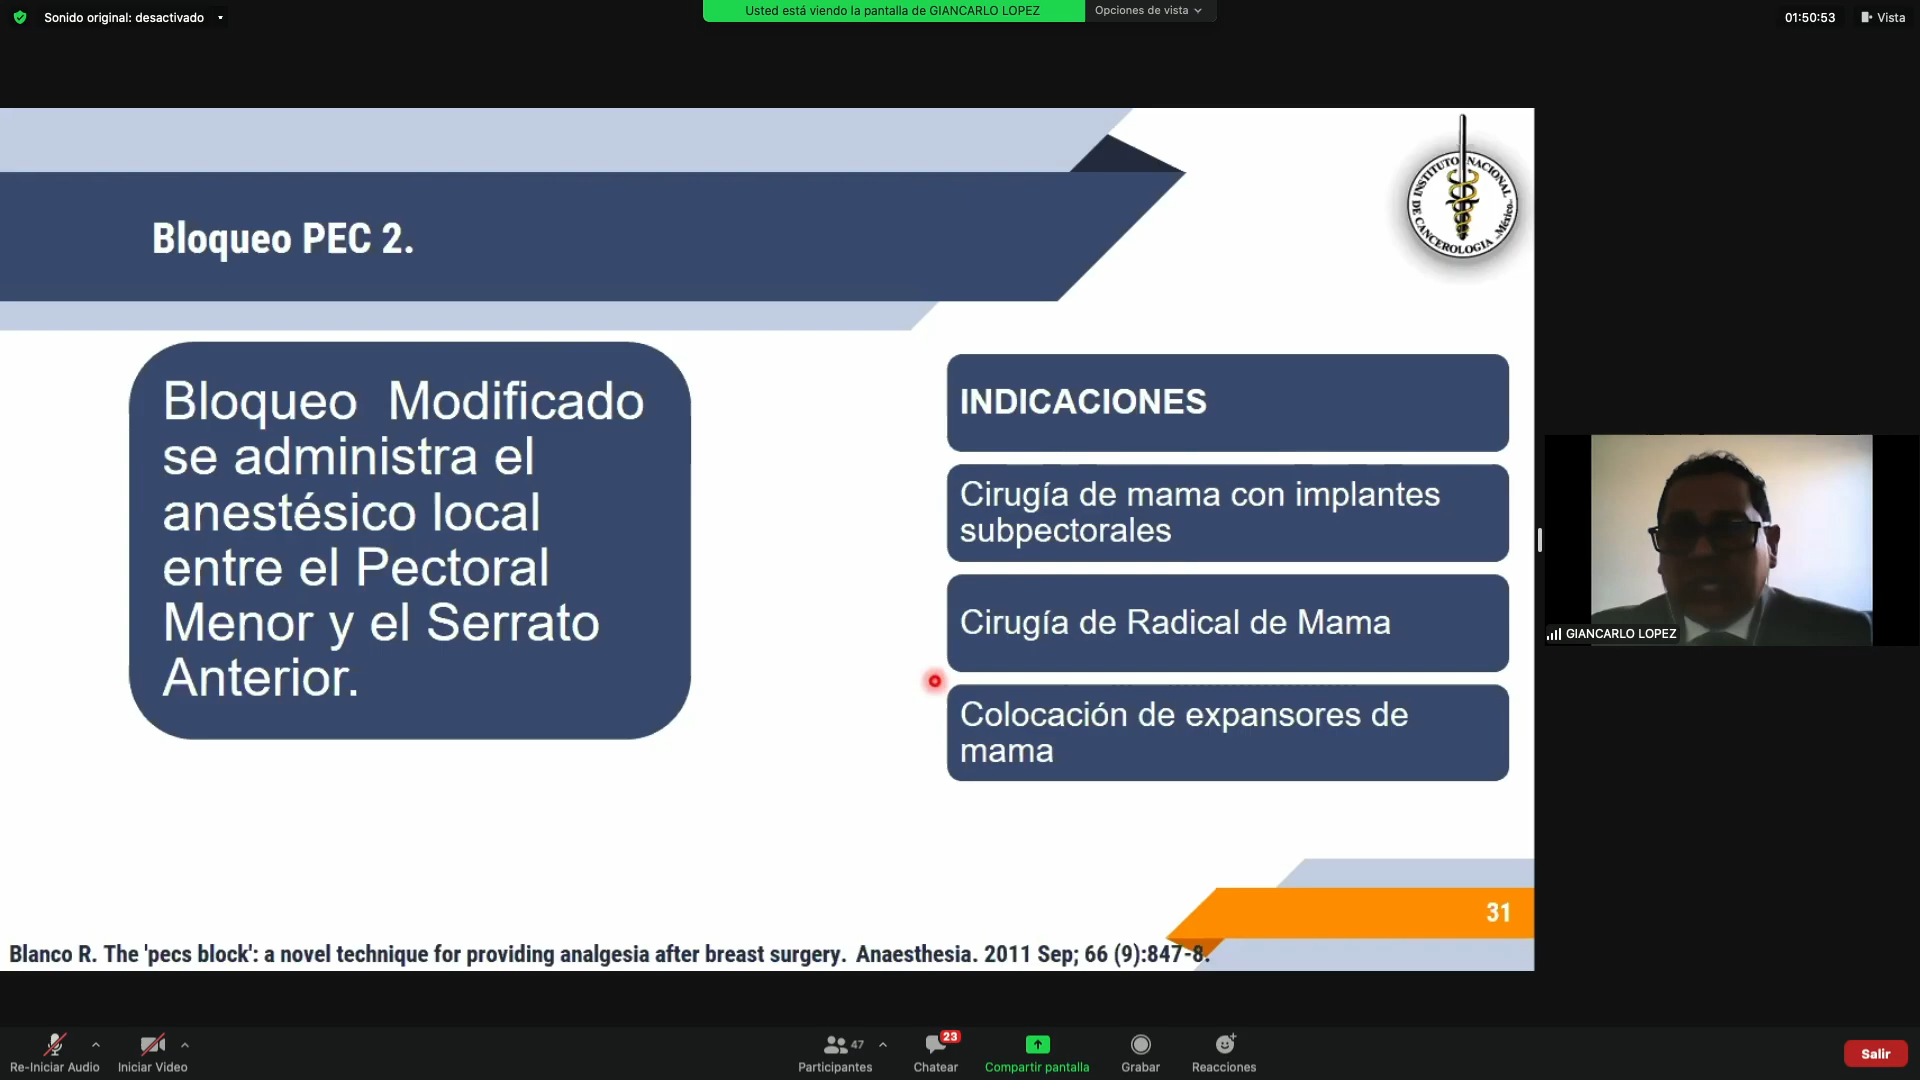 Sonido original: desactivado
Usted está viendo la pantalla de GIANCARLO LOPEZ
Opciones de vista
01:50:53
Vista
INSTITUTO NACIONAL
DE CANCEROLOGIA
México
Bloqueo PEC 2.
Bloqueo  Modificado
se administra el
anestésico local
entre el Pectoral
Menor y el Serrato
Anterior.
INDICACIONES
Cirugía de mama con implantes
subpectorales
Cirugía de Radical de Mama
Colocación de expansores de
mama
GIANCARLO LOPEZ
31
Blanco R. The 'pecs block': a novel technique for providing analgesia after breast surgery. Anaesthesia. 2011 Sep; 66 (9):847-8.
Re-Iniciar Audio
Iniciar Video
47
Participantes
23
Chatear
Compartir pantalla
Grabar
Reacciones
Salir